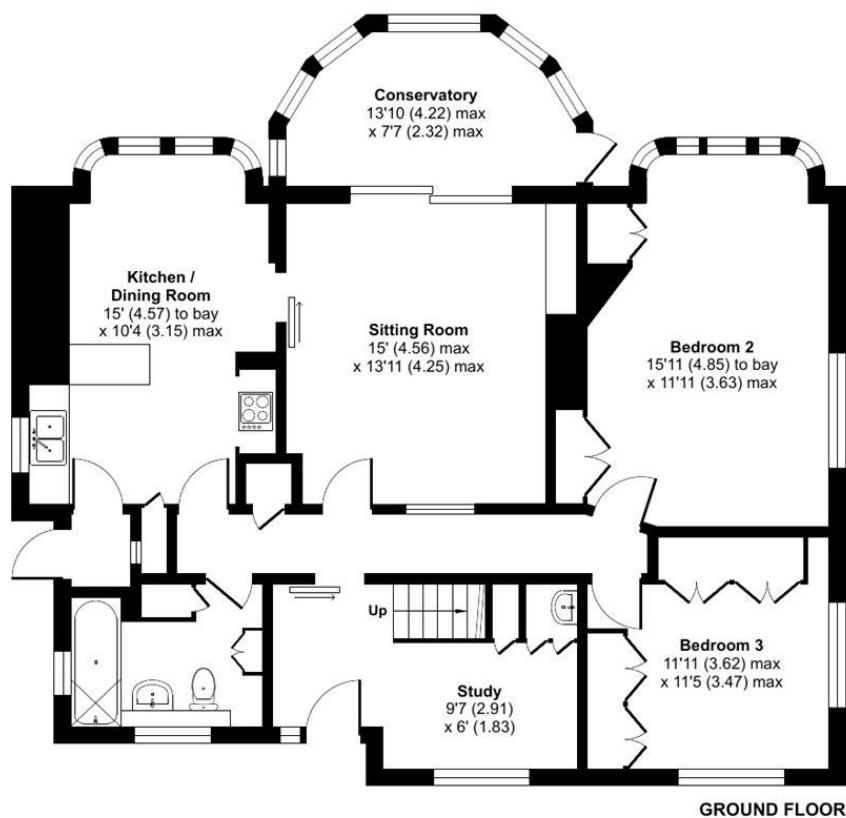 Conservatory
13'10 (4.22) max
x 7'7 (2.32) max
Kitchen /
Dining Room
15' (4.57) to bay
x 10'4 (3.15) max
Sitting Room
15' (4.56) max
x 13'11 (4.25) max
Bedroom 2
15'11 (4.85) to bay
x 11'11 (3.63) max
Up
Study
9'7 (2.91)
x 6' (1.83)
Bedroom 3
11'11 (3.62) max
x 11'5 (3.47) max
GROUND FLOOR